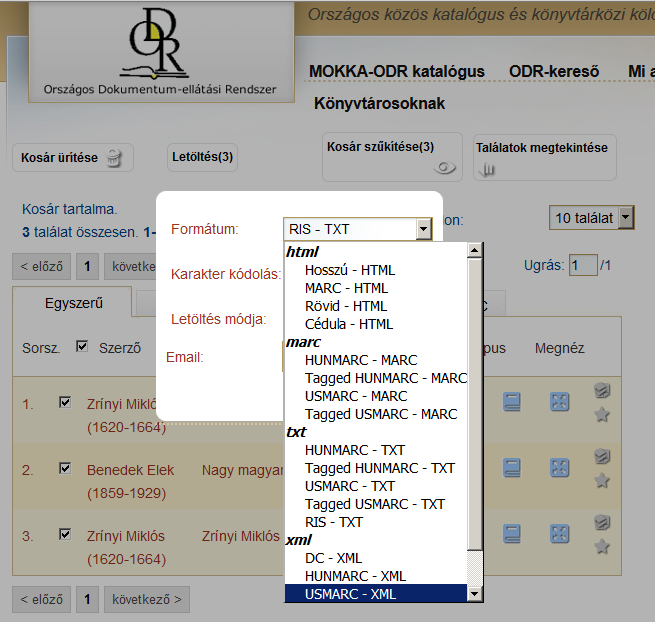 Országos közös katalógus és könyvtárközi köl
ODR
Országos Dokumentum-ellátási Rendszer
MOKKA-ODR katalógus ODR-kereső Mi a
Könyvtárosoknak
Kosár ürítése Letöltés(3) Kosár szűkítése(3) Találatok megtekintése
Kosár tartalma.
3 találat összesen. 1-
on: 10 találat
< előző 1 követke
Ugrás: 1 /1
Egyszerű
C
Sorsz. Szerző
pus Megnéz
1. Zrínyi Mikló
(1620-1664)
2. Benedek Elek Nagy magyar
(1859-1929)
3. Zrínyi Miklós Zrínyi Miklós
(1620-1664)
< előző 1 következő >
Formátum: RIS - TXT
Karakter kódolás:
Letöltés módja:
Email:
html
Hosszú - HTML
MARC - HTML
Rövid - HTML
Cédula - HTML
marc
HUNMARC - MARC
Tagged HUNMARC - MARC
USMARC - MARC
Tagged USMARC - MARC
txt
HUNMARC - TXT
Tagged HUNMARC - TXT
USMARC - TXT
Tagged USMARC - TXT
RIS - TXT
xml
DC - XML
HUNMARC - XML
USMARC - XML